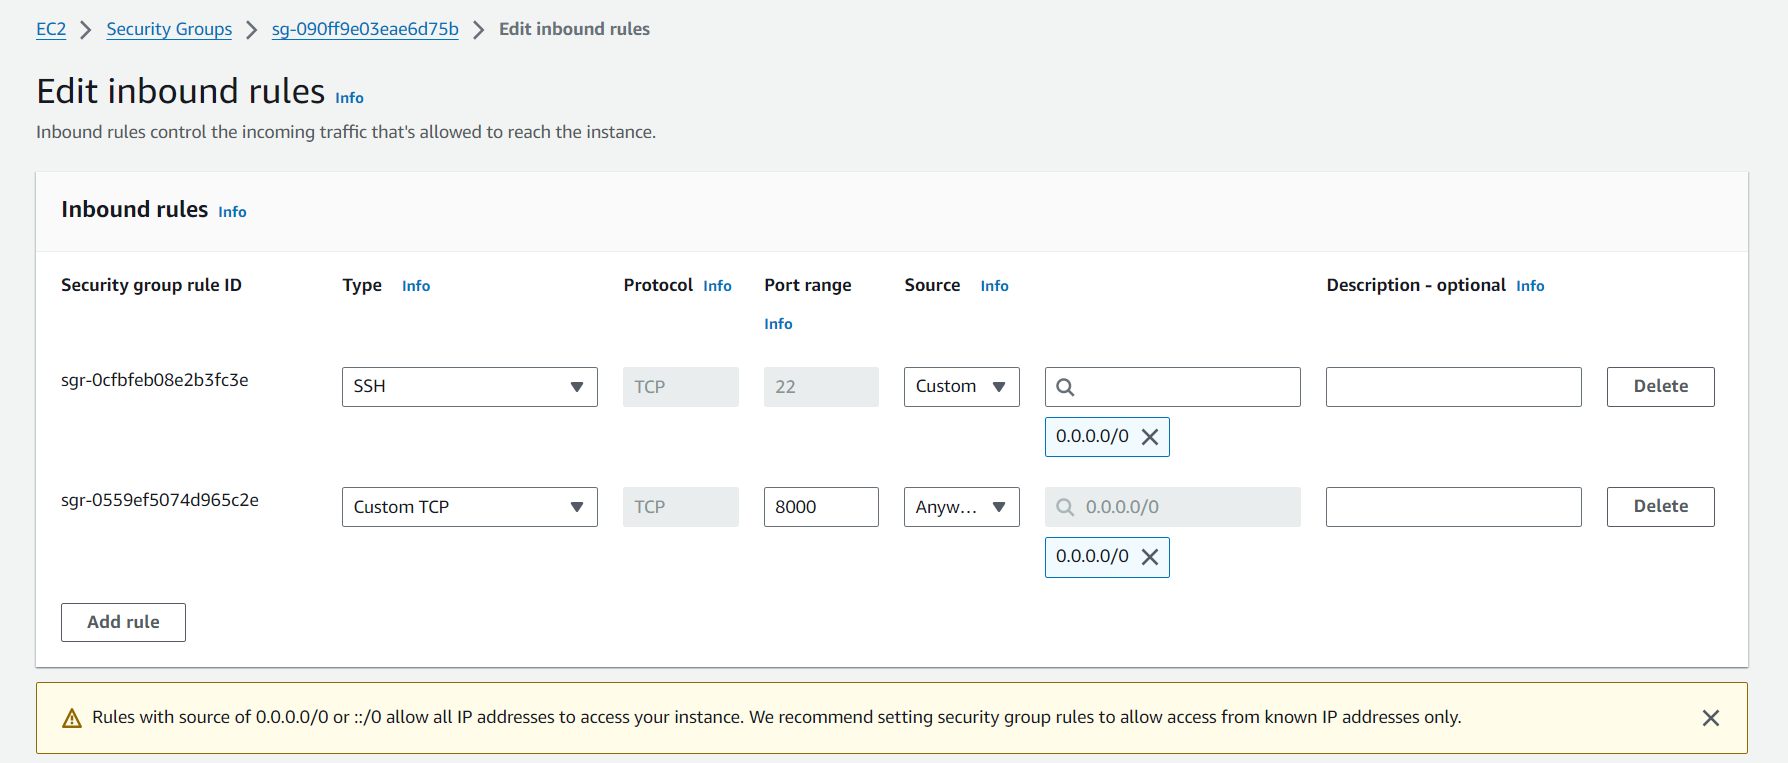 EC2 Security Groups sg-090ff9e03eae6d75b Edit inbound rules
Edit inbound rules Info
Inbound rules control the incoming traffic that's allowed to reach the instance.
Inbound rules Info
Security group rule ID Type Info Protocol Info Port range Source Info Description - optional Info
Info
sgr-0cfbfeb08e2b3fc3e SSH TCP 22 Custom Delete
0.0.0.0/0
sgr-0559ef5074d965c2e Custom TCP TCP 8000 Anyw... 0.0.0.0/0 Delete
0.0.0.0/0
Add rule
Rules with source of 0.0.0.0/0 or ::/0 allow all IP addresses to access your instance. We recommend setting security group rules to allow access from known IP addresses only.